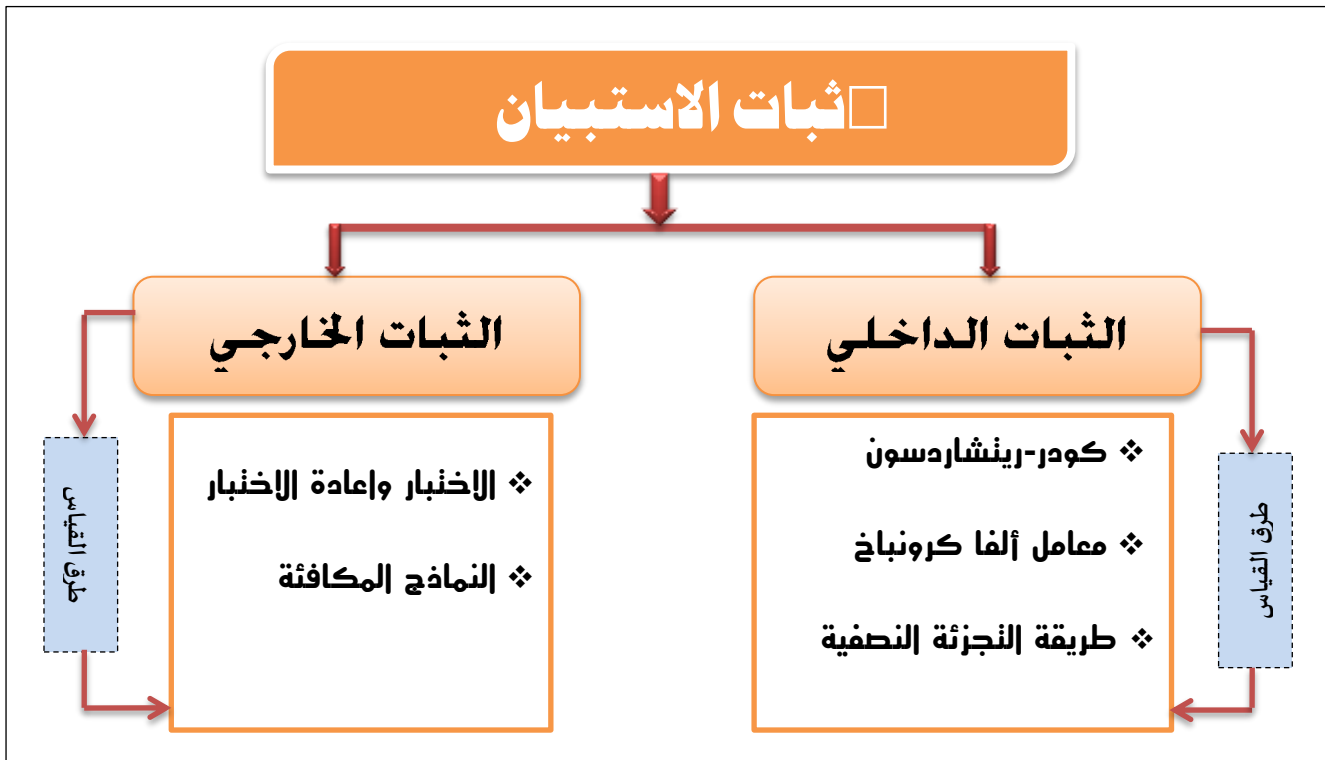 ثبات الاستبيان
الثبات الداخلي
طرق القياس
❖ كودر-ريتشاردسون
❖ معامل ألفا كرونباخ
❖ طريقة التجزئة النصفية
الثبات الخارجي
طرق القياس
❖ الاختبار وإعادة الاختبار
❖ النماذج المكافئة